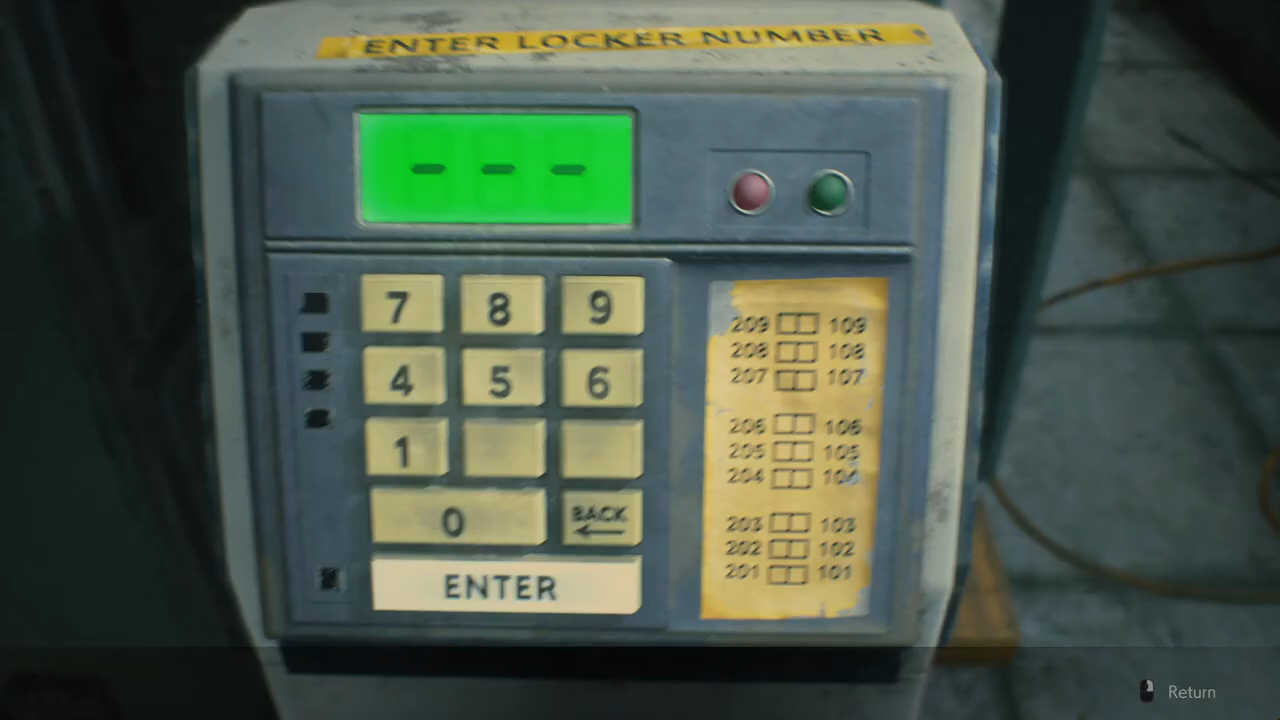 ENTER LOCKER NUMBER
- - -
7 8 9
4 5 6
1
0 BACK
ENTER
209 109
208 108
207 107
206 106
205 105
204 104
203 103
202 102
201 101
Return